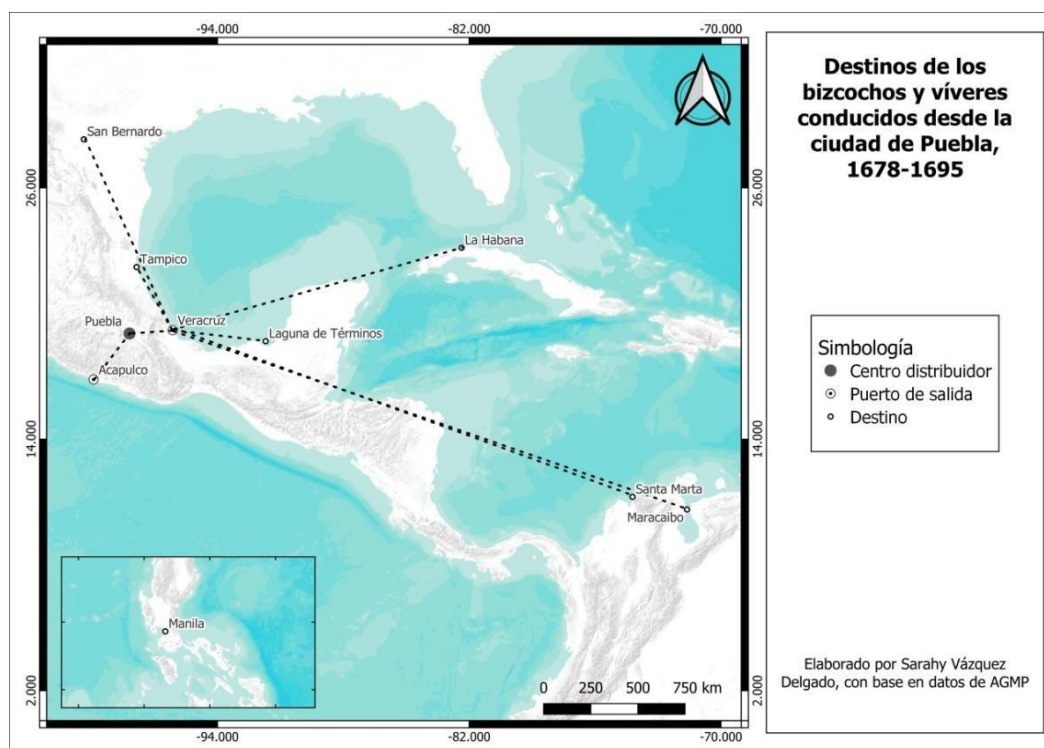 -94.000
-82.000
-70.000
San Bernardo
26.000
26.000
La Habana
Tampico
Puebla
Veracruz
Laguna de Términos
Acapulco
14.000
14.000
Santa Marta
Maracaibo
Manila
0 250 500 750 km
2.000
2.000
-94.000
-82.000
-70.000
Destinos de los
bizcochos y víveres
conducidos desde la
ciudad de Puebla,
1678-1695
Simbología
Centro distribuidor
Puerto de salida
Destino
Elaborado por Sarahy Vázquez
Delgado, con base en datos de AGMP